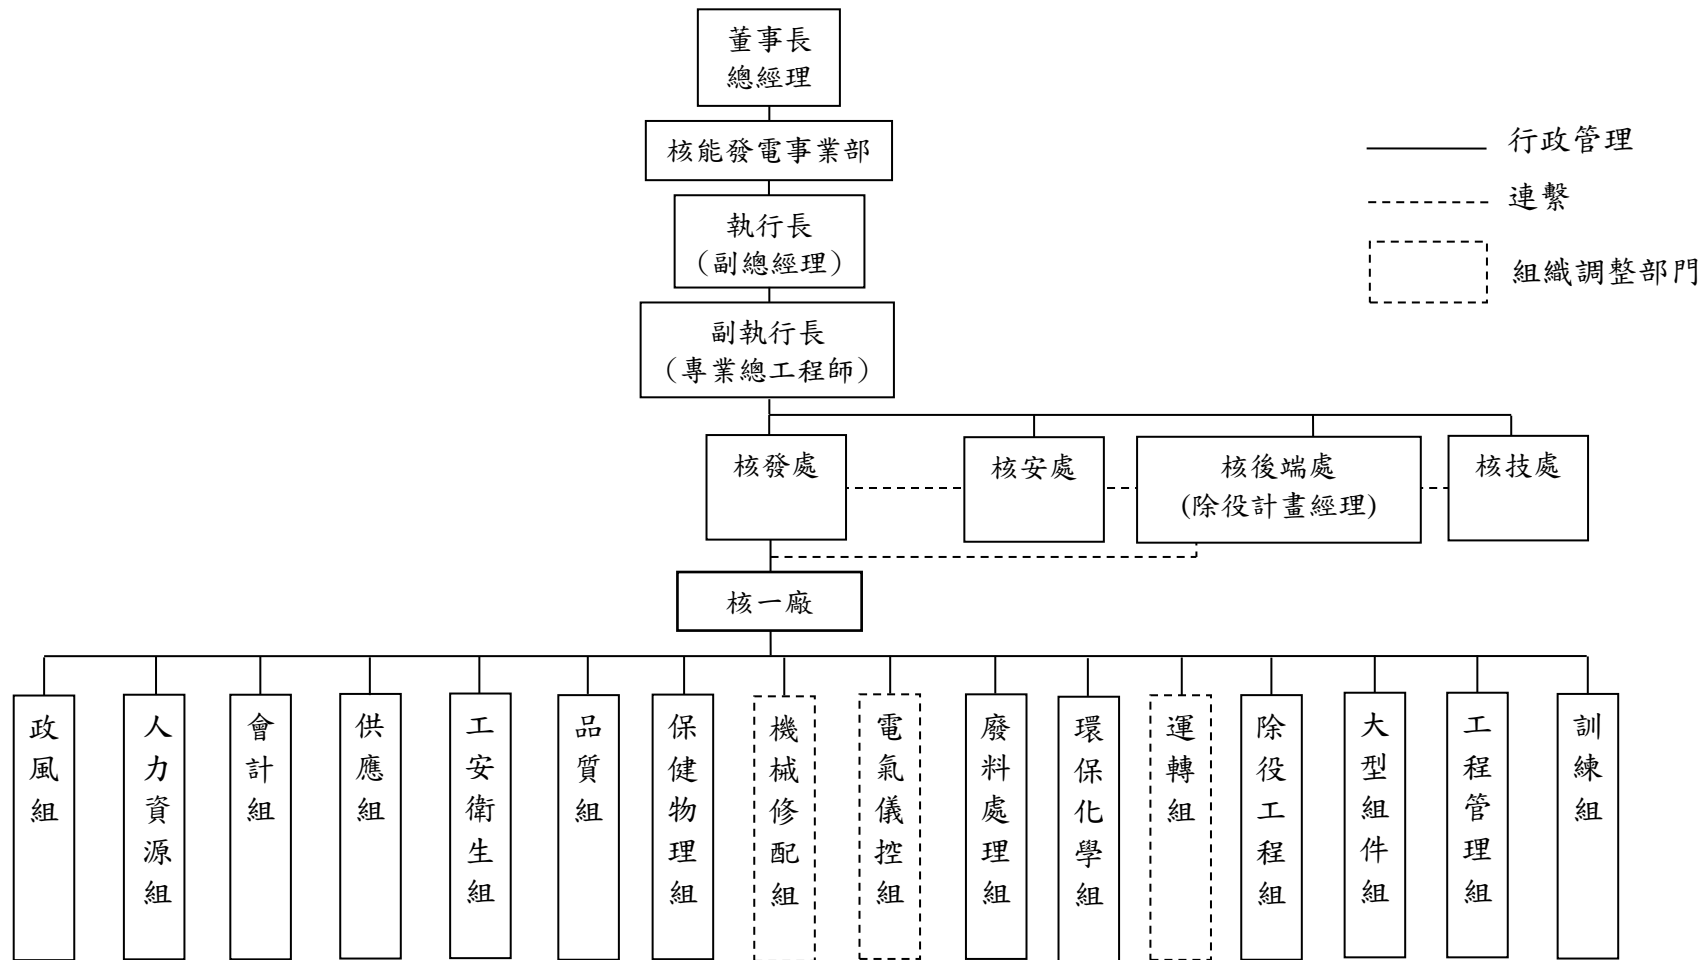 董事長
總經理
核能發電事業部
執行長
（副總經理）
副執行長
（專業總工程師）
行政管理
連繫
組織調整部門
核發處
核安處
核後端處
(除役計畫經理)
核技處
核一廠
政風組
人力資源組
會計組
供應組
工安衛生組
品質組
保健物理組
機械修配組
電氣儀控組
廢料處理組
環保化學組
運轉組
除役工程組
大型組件組
工程管理組
訓練組